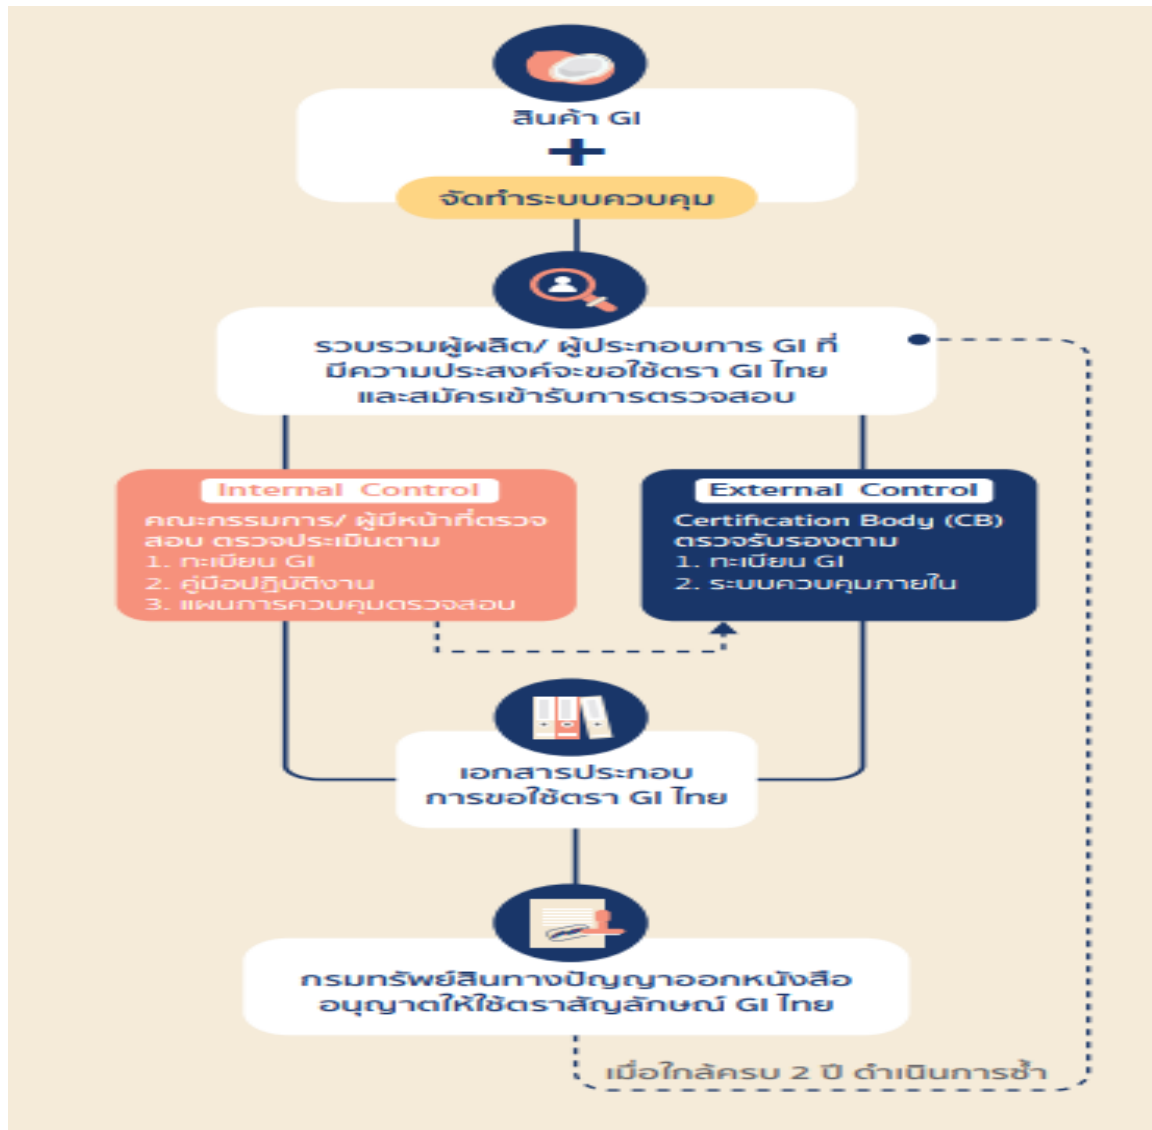 สินค้า GI
+
จัดทำระบบควบคุม
รวบรวมผู้ผลิต/ ผู้ประกอบการ GI ที่
มีความประสงค์จะขอใช้ตรา GI ไทย
และสมัครเข้ารับการตรวจสอบ
Internal Control
คณะกรรมการ/ ผู้มีหน้าที่ตรวจ
สอบ ตรวจประเมินตาม
1. ทะเบียน GI
2. คู่มือปฏิบัติงาน
3. แผนการควบคุมตรวจสอบ
External Control
Certification Body (CB)
ตรวจรับรองตาม
1. ทะเบียน GI
2. ระบบควบคุมภายใน
เอกสารประกอบ
การขอใช้ตรา GI ไทย
กรมทรัพย์สินทางปัญญาออกหนังสือ
อนุญาตให้ใช้ตราสัญลักษณ์ GI ไทย
เมื่อใกล้ครบ 2 ปี ดำเนินการซ้ำ